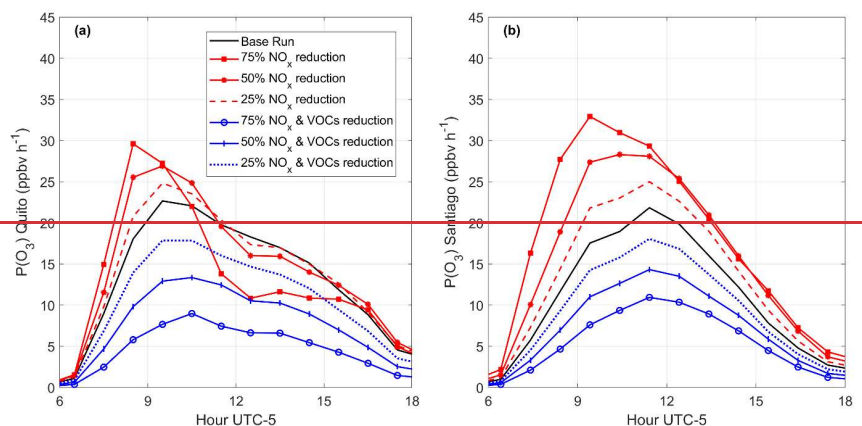 (a)
Base Run
75% NOx reduction
50% NOx reduction
25% NOx reduction
75% NOx & VOCs reduction
50% NOx & VOCs reduction
25% NOx & VOCs reduction
P(O3) Quito (ppbv h-1)
45
40
35
30
25
20
15
10
5
0
6
9
12
15
18
Hour UTC-5
(b)
P(O3) Santiago (ppbv h-1)
45
40
35
30
25
20
15
10
5
0
6
9
12
15
18
Hour UTC-5